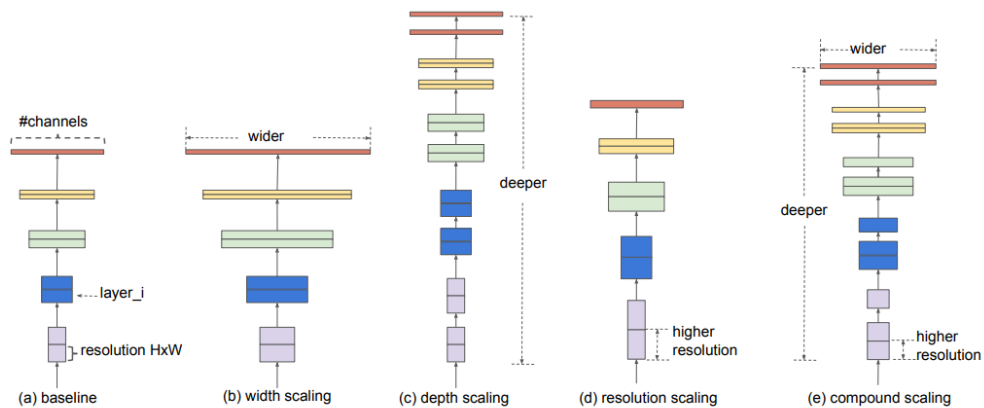 #channels
layer_i
resolution HxW
(a) baseline
wider
(b) width scaling
deeper
(c) depth scaling
higher
resolution
(d) resolution scaling
wider
deeper
higher
resolution
(e) compound scaling